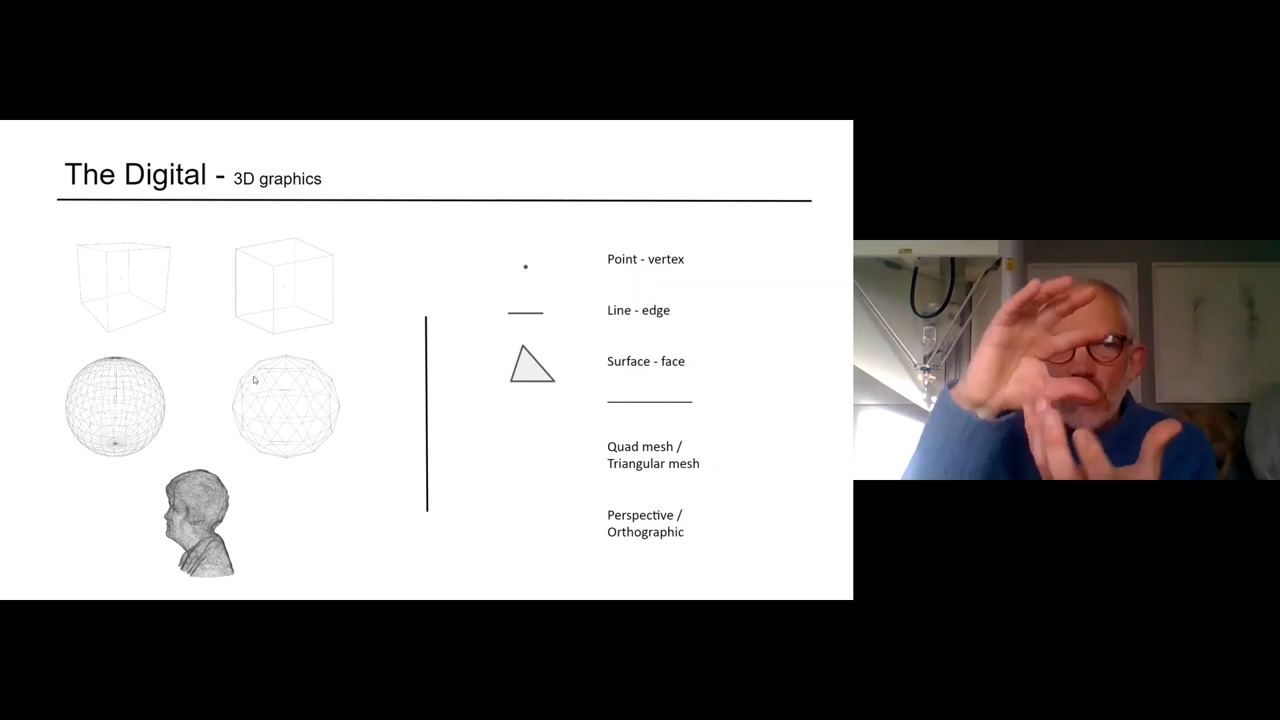 The Digital - 3D graphics
Point - vertex
Line - edge
Surface - face
Quad mesh /
Triangular mesh
Perspective /
Orthographic